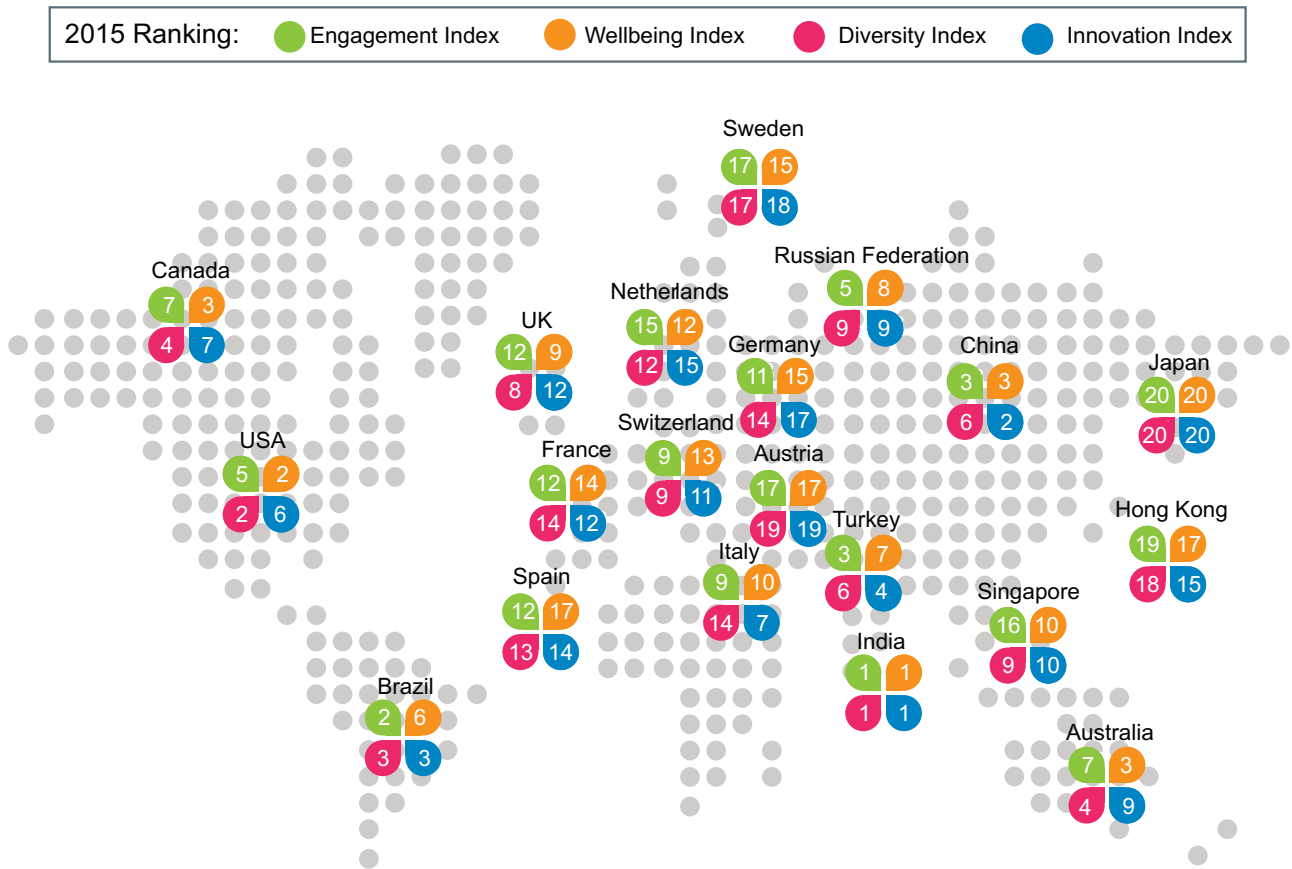 2015 Ranking: Engagement Index Wellbeing Index Diversity Index Innovation Index
Sweden
17 15
17 18
Russian Federation
5 8
9 9
Canada
7 3
4 7
Netherlands
15 12
12 15
UK
12 9
8 12
Germany
11 15
14 17
China
3 3
6 2
Japan
20 20
20 20
Switzerland
9 13
9 11
USA
5 2
2 6
France
12 14
14 12
Austria
17 17
19 19
Hong Kong
19 17
18 15
Turkey
3 7
6 4
Italy
9 10
14 7
Spain
12 17
13 14
Singapore
16 10
9 10
India
1 1
1 1
Brazil
2 6
3 3
Australia
7 3
4 9